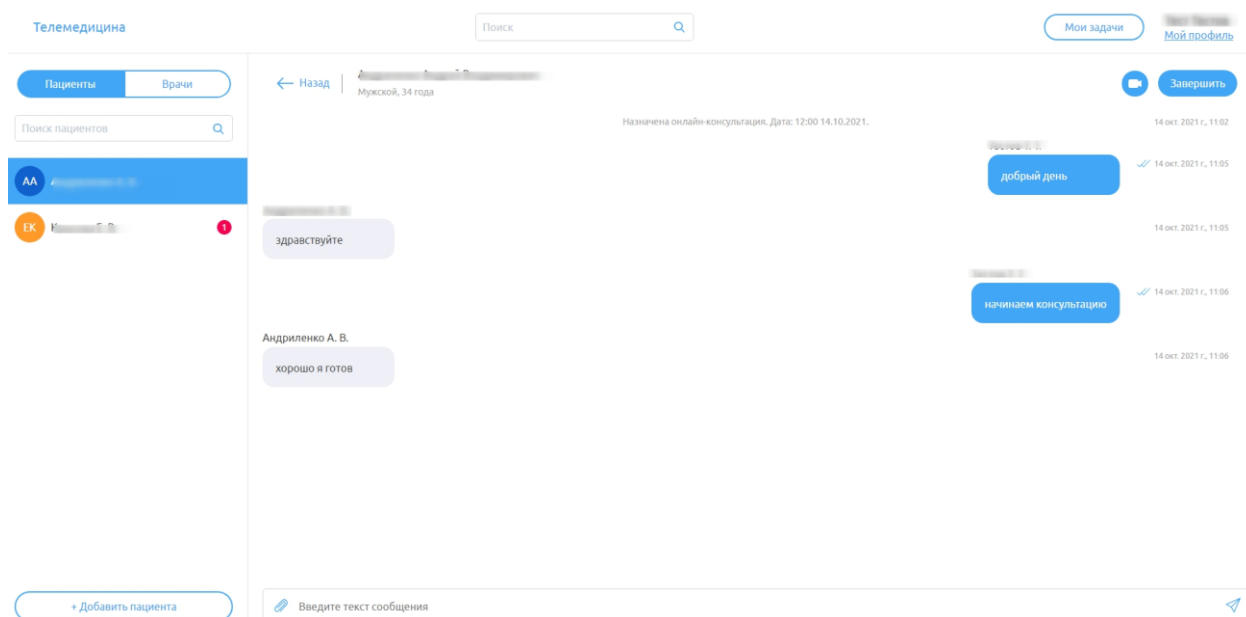 Телемедицина
Поиск
Мои задачи
Мой профиль
Пациенты
Врачи
Назад
Мужской, 34 года
Завершить
Поиск пациентов
Назначена онлайн-консультация. Дата: 12:00 14.10.2021.
14 окт. 2021 г., 11:02
14 окт. 2021 г., 11:05
добрый день
АА
ЕК
1
14 окт. 2021 г., 11:05
здравствуйте
14 окт. 2021 г., 11:06
начинаем консультацию
Андриленко А. В.
14 окт. 2021 г., 11:06
хорошо я готов
+ Добавить пациента
Введите текст сообщения